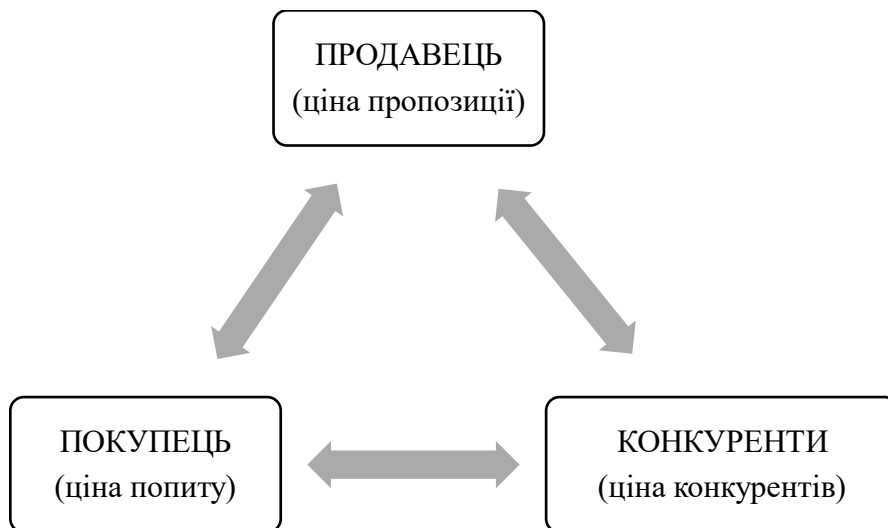 ПРОДАВЕЦЬ
(ціна пропозиції)
ПОКУПЕЦЬ
(ціна попиту)
КОНКУРЕНТИ
(ціна конкурентів)